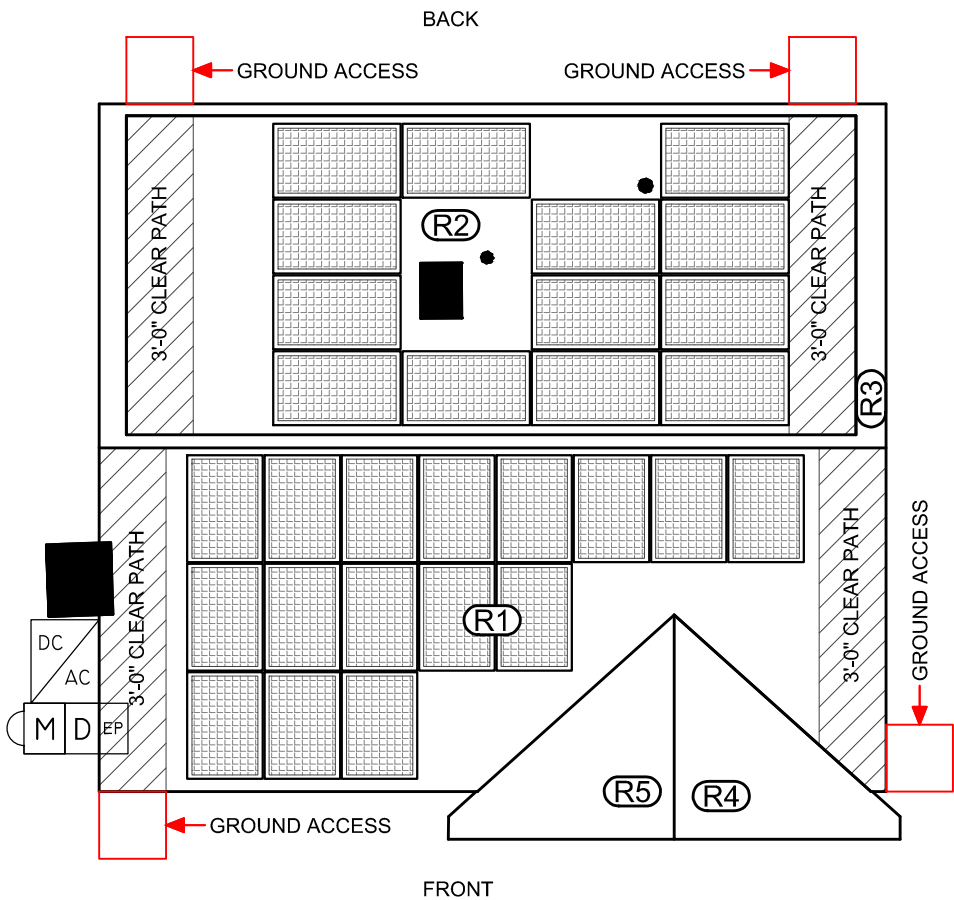 BACK
GROUND ACCESS
GROUND ACCESS
3'-0" CLEAR PATH
3'-0" CLEAR PATH
R2
R3
3'-0" CLEAR PATH
3'-0" CLEAR PATH
GROUND ACCESS
R1
DC
AC
M
D
EP
R5
R4
GROUND ACCESS
FRONT